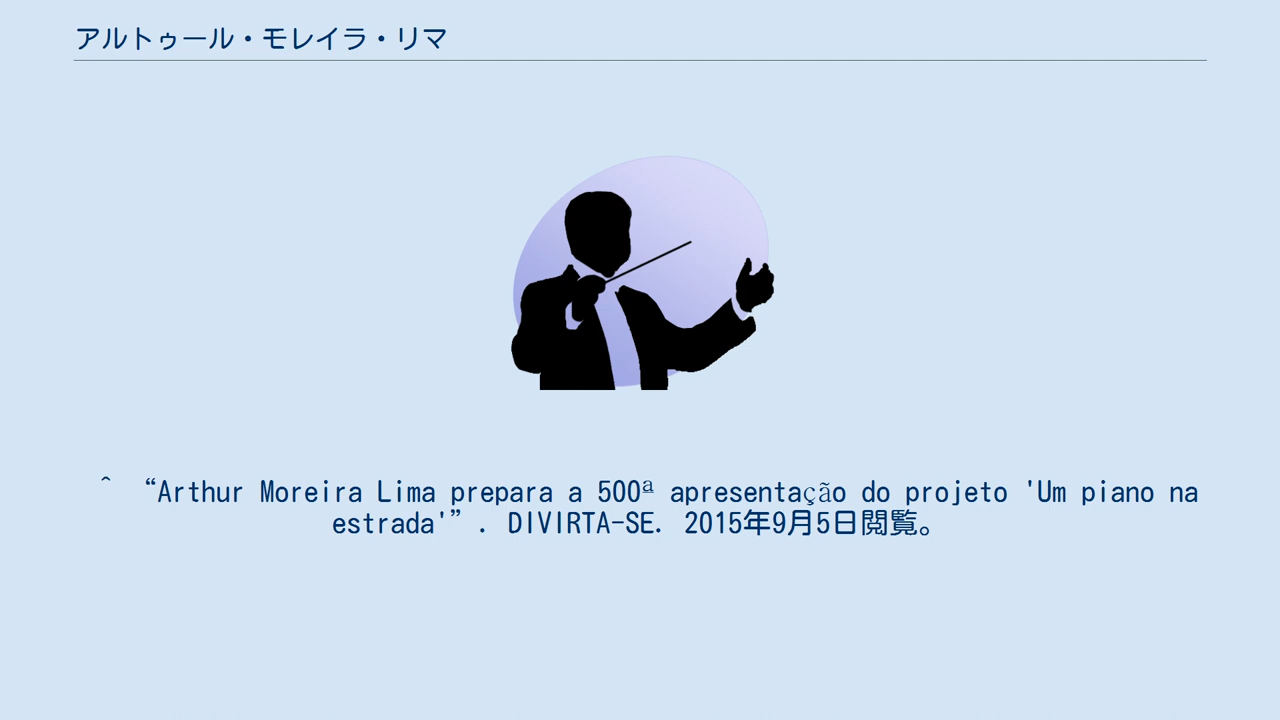 アルトゥール・モレイラ・リマ
^ “Arthur Moreira Lima prepara a 500ª apresentação do projeto 'Um piano na
estrada'”. DIVIRTA-SE. 2015年9月5日閲覧。